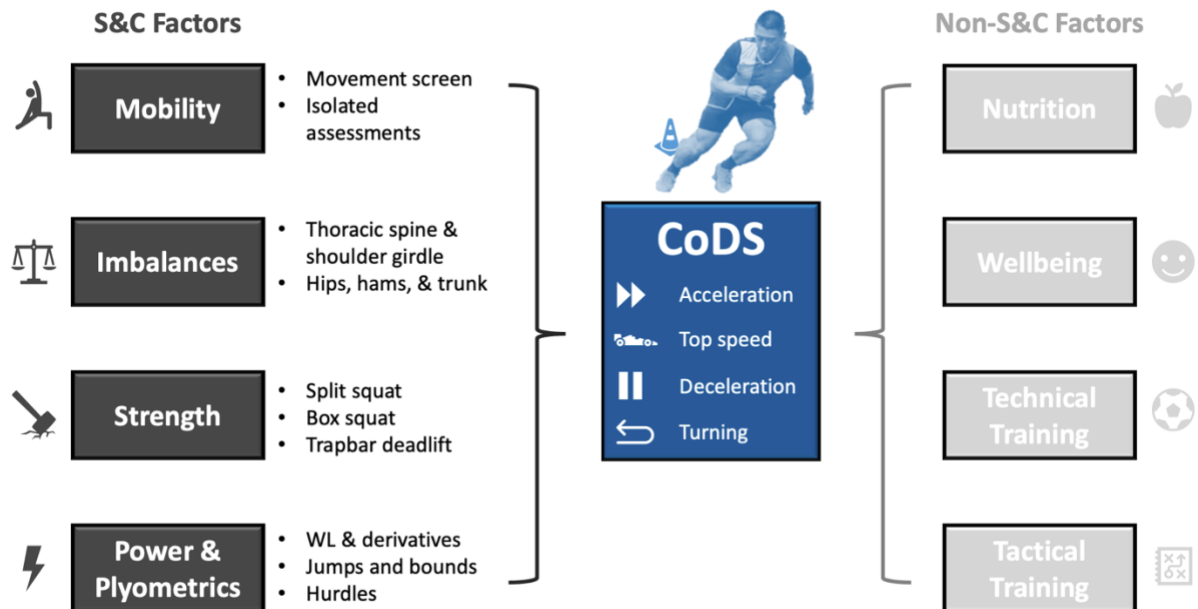 S&C Factors
Mobility
• Movement screen
• Isolated
assessments
Imbalances
• Thoracic spine &
shoulder girdle
• Hips, hams, & trunk
Strength
• Split squat
• Box squat
• Trapbar deadlift
Power &
Plyometrics
• WL & derivatives
• Jumps and bounds
• Hurdles
CoDS
Acceleration
Top speed
Deceleration
Turning
Non-S&C Factors
Nutrition
Wellbeing
Technical
Training
Tactical
Training